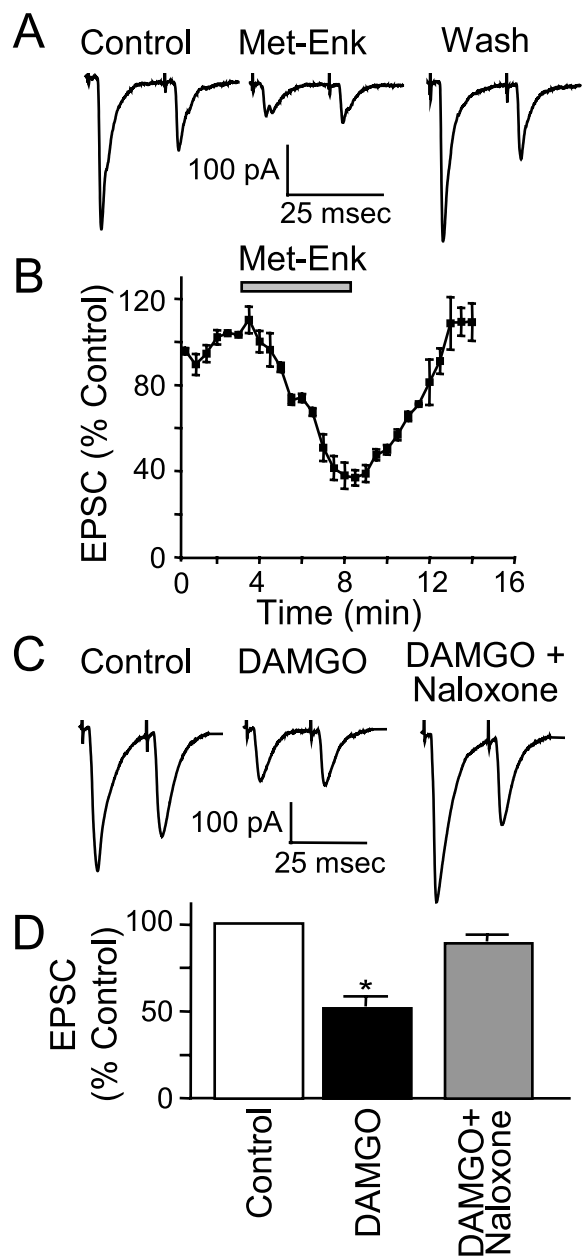 A
Control
Met-Enk
Wash
100 pA
25 msec
B
Met-Enk
EPSC (% Control)
120
80
40
0
0 4 8 12 16
Time (min)
C
Control
DAMGO
DAMGO +
Naloxone
100 pA
25 msec
D
EPSC
(% Control)
100
50
0
*
Control
DAMGO
DAMGO+
Naloxone